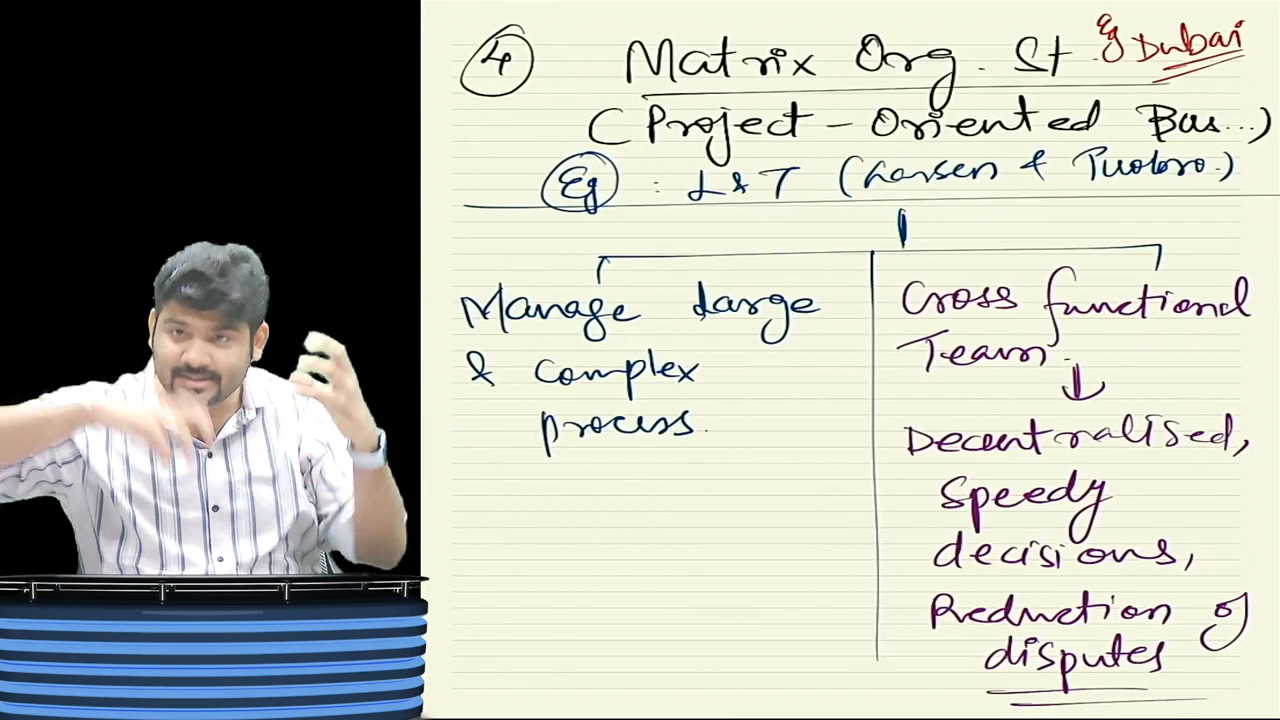 4 Matrix Org. St. eg Dubai
(Project-Oriented Bus...)
Eg : L&T (Larsen & Tuobro.)
Manage Large
& complex
process.
Cross functional
Team.
Decentralised,
Speedy
decisions,
Reduction of
disputes